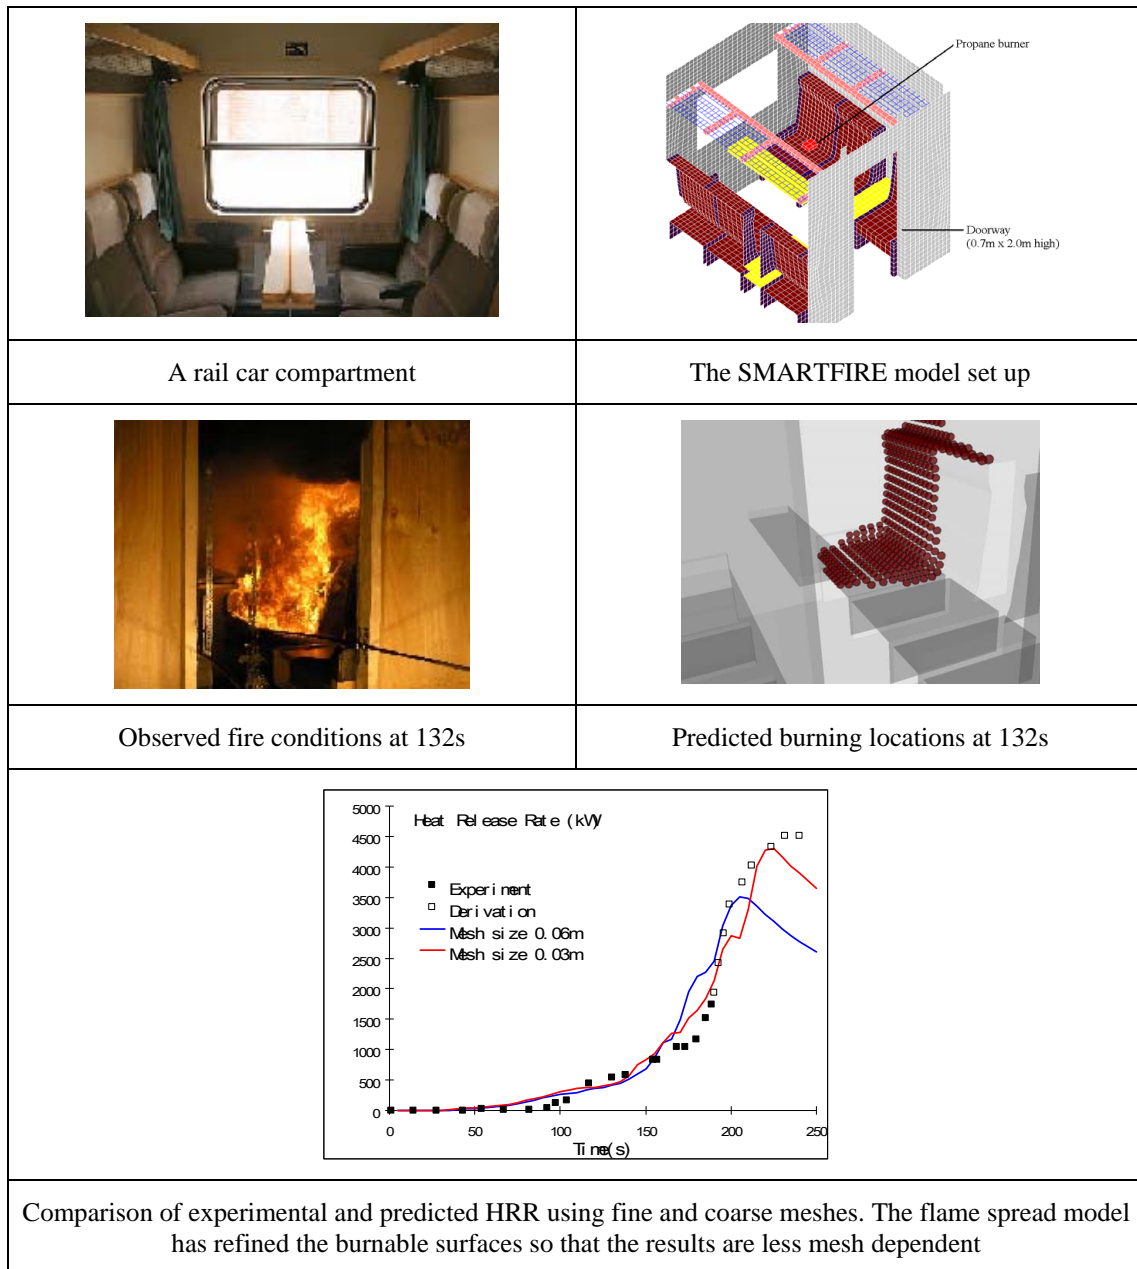 Propane burner
Doorway
(0.7m x 2.0m high)
A rail car compartment
The SMARTFIRE model set up
Observed fire conditions at 132s
Predicted burning locations at 132s
Heat Release Rate (kW)
5000
4500
4000
3500
3000
2500
2000
1500
1000
500
0
Experiment
Derivation
Mesh size 0.06m
Mesh size 0.03m
0 50 100 150 200 250
Time(s)
Comparison of experimental and predicted HRR using fine and coarse meshes. The flame spread model
has refined the burnable surfaces so that the results are less mesh dependent